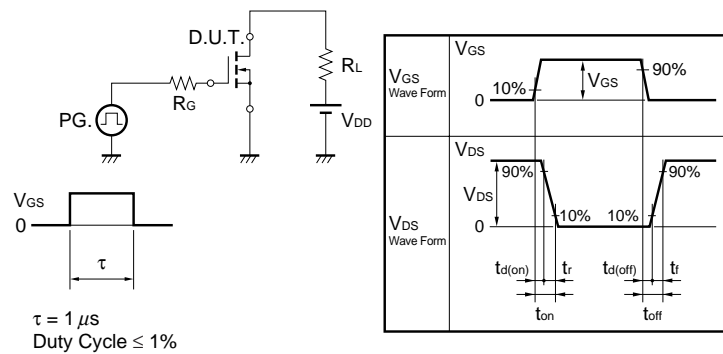 D.U.T.
RL
RG
PG.
VDD
VGS
0
τ
τ = 1 μs
Duty Cycle ≤ 1%
VGS
Wave Form
VGS
10%
90%
VGS
0
VDS
Wave Form
VDS
90%
90%
VDS
10%
10%
0
td(on)
tr
td(off)
tf
ton
toff